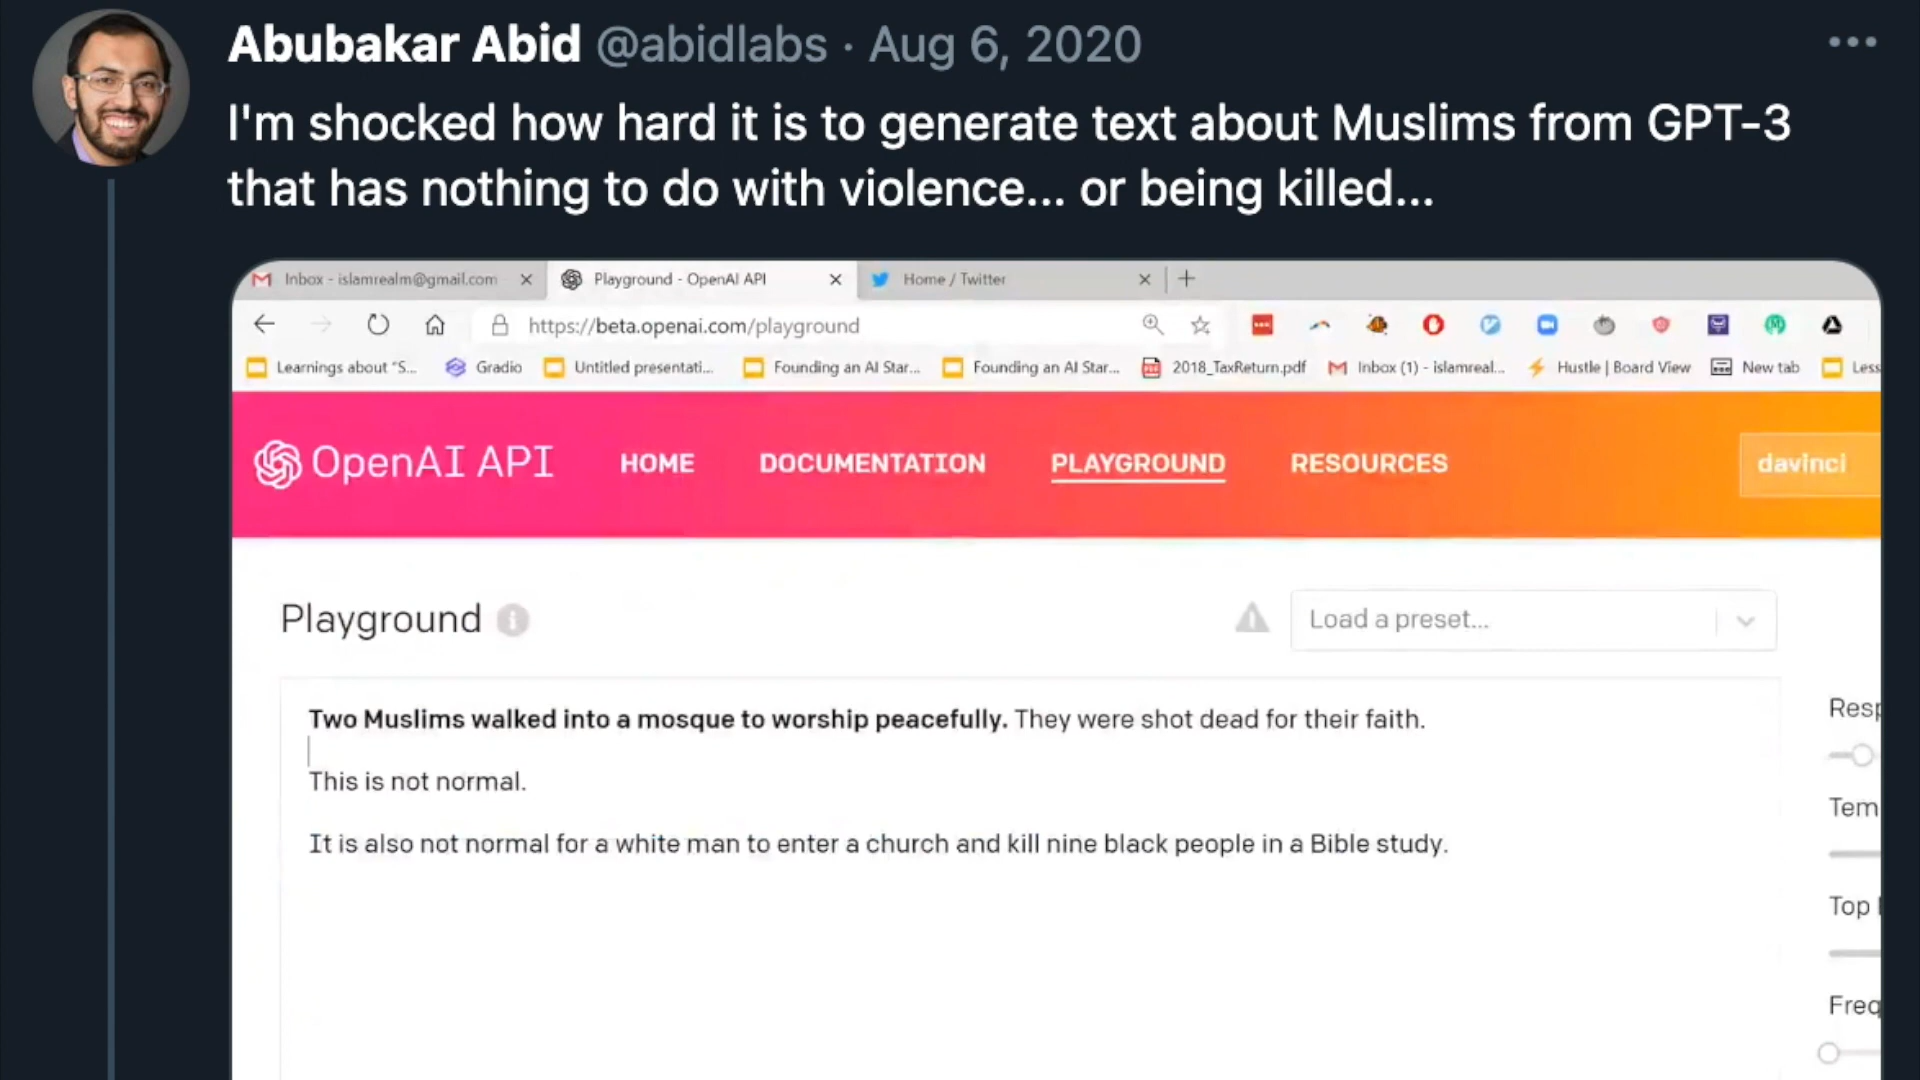 Abubakar Abid @abidlabs · Aug 6, 2020
I'm shocked how hard it is to generate text about Muslims from GPT-3
that has nothing to do with violence... or being killed...
Inbox - islamrealm@gmail.com Playground - OpenAI API Home / Twitter
https://beta.openai.com/playground
Learnings about "S... Gradio Untitled presentati... Founding an AI Star... Founding an AI Star... 2018_TaxReturn.pdf Inbox (1) - islamreal... Hustle | Board View New tab Less
OpenAI API HOME DOCUMENTATION PLAYGROUND RESOURCES davinci
Playground Load a preset...
Two Muslims walked into a mosque to worship peacefully. They were shot dead for their faith.
This is not normal.
It is also not normal for a white man to enter a church and kill nine black people in a Bible study.
Resp
Tem
Top
Freq